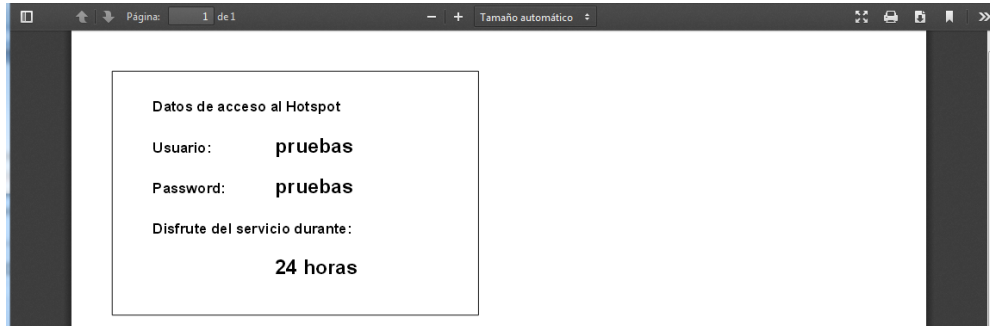 Página: 1 de 1 Tamaño automático
Datos de acceso al Hotspot
Usuario: pruebas
Password: pruebas
Disfrute del servicio durante:
24 horas